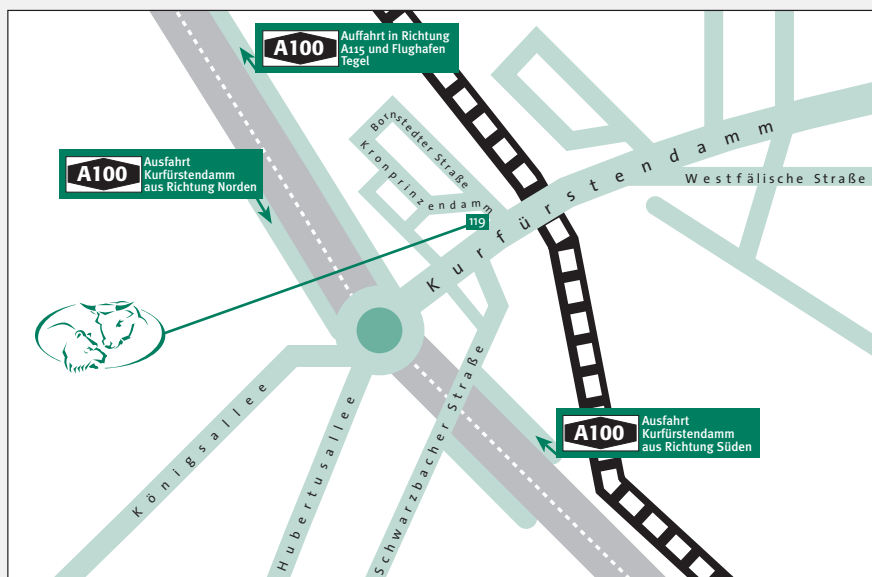 A100
Auffahrt in Richtung
A115 und Flughafen
Tegel
A100
Ausfahrt
Kurfürstendamm
aus Richtung Norden
Bornstedter Straße
Kronprinzendamm
119
Kurfürstendamm
Westfälische Straße
A100
Ausfahrt
Kurfürstendamm
aus Richtung Süden
Königsallee
Hubertusallee
Schwarzbacher Straße